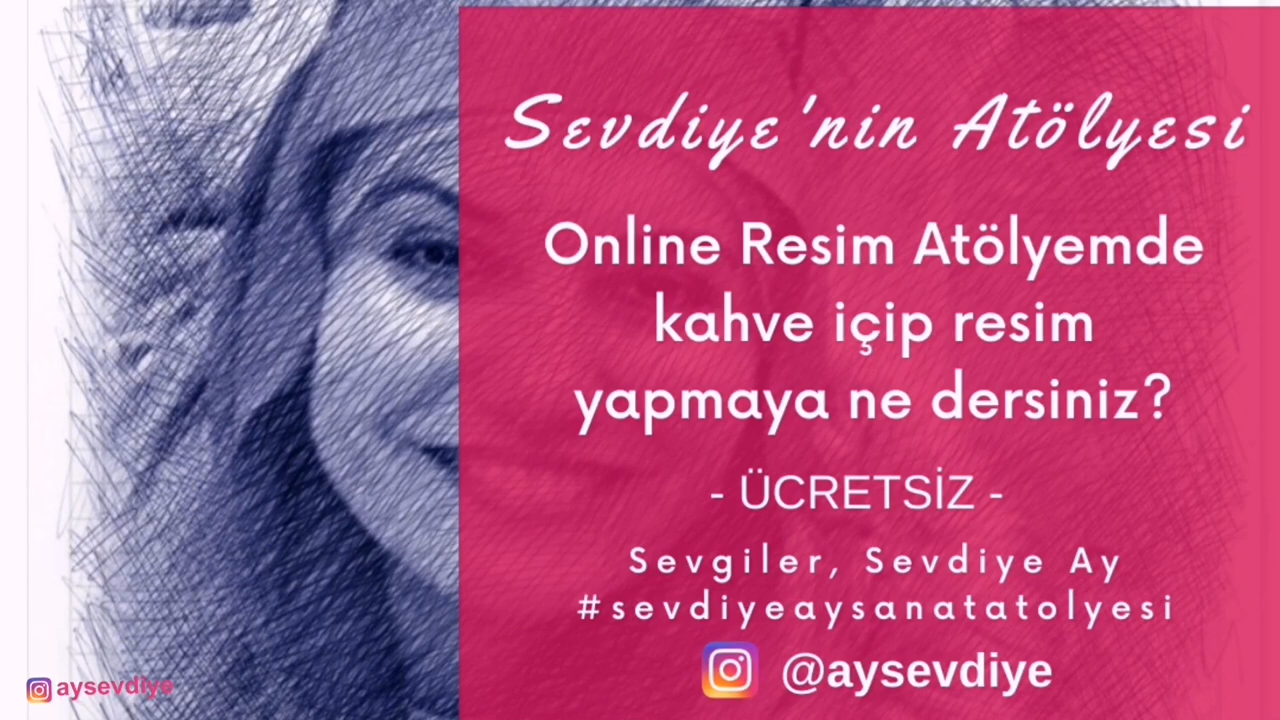 Sevdiye'nin Atölyesi
Online Resim Atölyemde
kahve içip resim
yapmaya ne dersiniz?
- ÜCRETSİZ -
Sevgiler, Sevdiye Ay
#sevdiyeaysanatatolyesi
@aysevdiye
aysevdiye